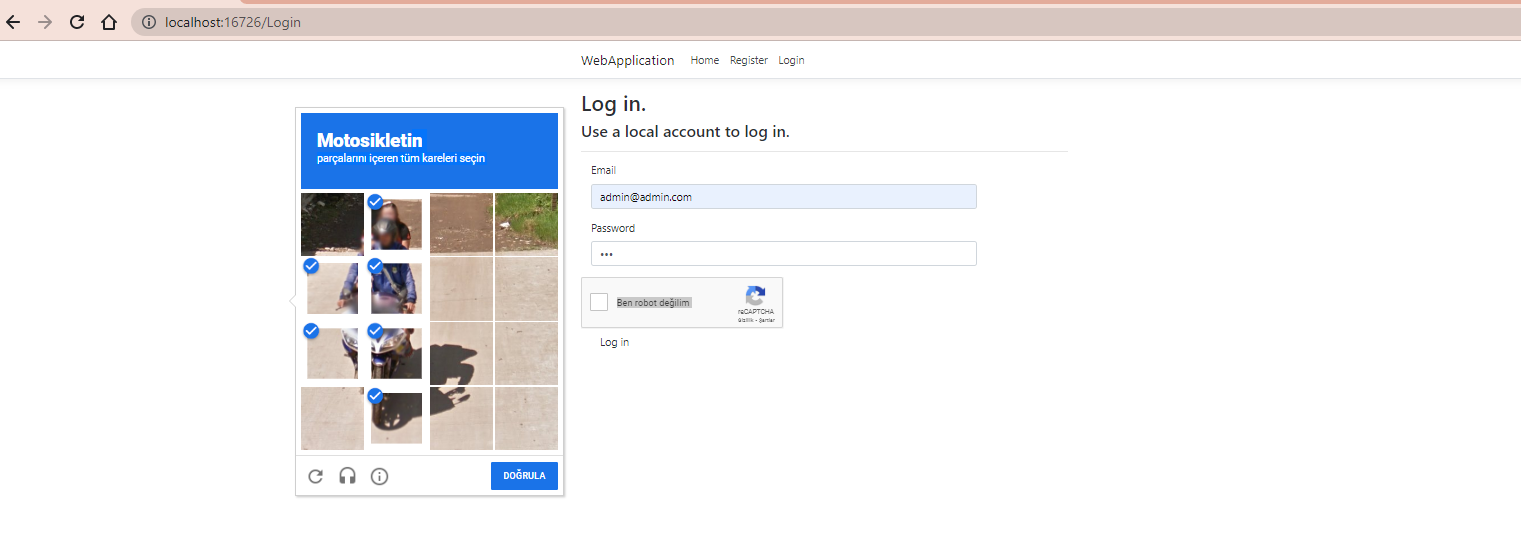 localhost:16726/Login
WebApplication Home Register Login
Motosikletin
parçalarını içeren tüm kareleri seçin
DOĞRULA
Log in.
Use a local account to log in.
Email
admin@admin.com
Password
•••
Ben robot değilim
reCAPTCHA
Gizlilik - Şartlar
Log in